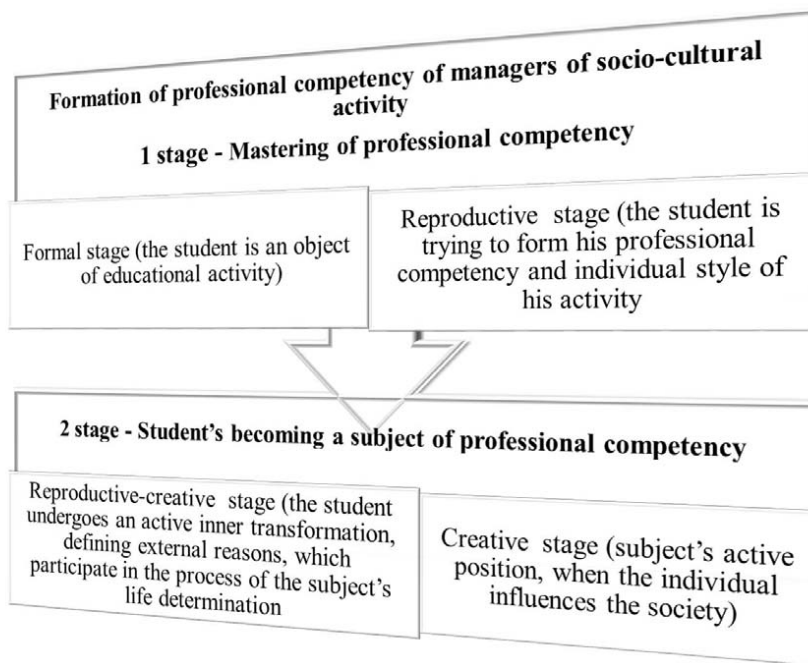 Formation of professional competency of managers of socio-cultural
activity
1 stage - Mastering of professional competency
Formal stage (the student is an object
of educational activity)
Reproductive stage (the student is
trying to form his professional
competency and individual style of
his activity
2 stage - Student's becoming a subject of professional competency
Reproductive-creative stage (the student
undergoes an active inner transformation,
defining external reasons, which
participate in the process of the subject's
life determination
Creative stage (subject's active
position, when the individual
influences the society)